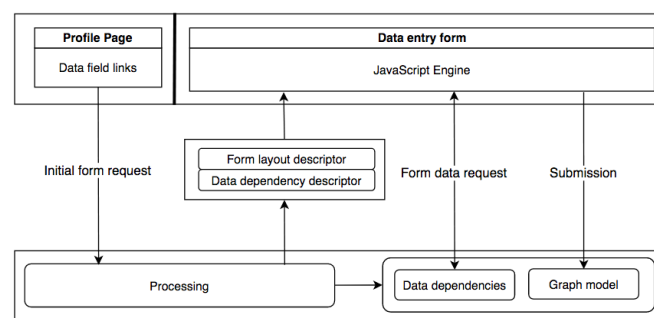 Profile Page
Data field links
Data entry form
JavaScript Engine
Initial form request
Form layout descriptor
Data dependency descriptor
Form data request
Submission
Processing
Data dependencies
Graph model